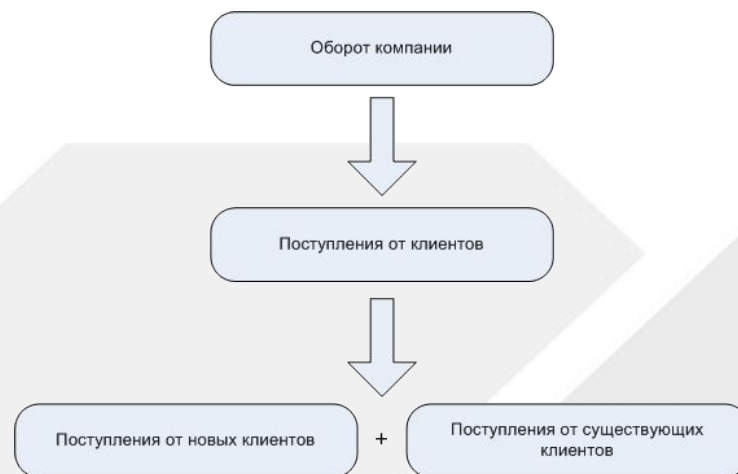 Оборот компании
Поступления от клиентов
Поступления от новых клиентов
+
Поступления от существующих
клиентов